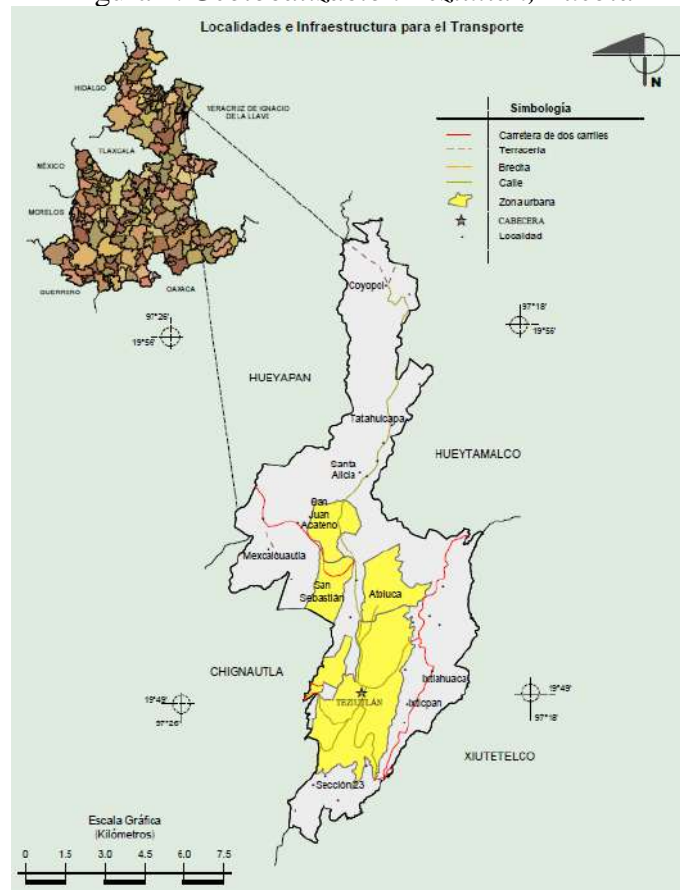 Localidades e Infraestructura para el Transporte
N
HIDALGO
VERACRUZ DE IGNACIO
DE LA LLAVE
TLAXCALA
MÉXICO
MORELOS
GUERRERO
OAXACA
Simbología
Carretera de dos carriles
Terracería
Brecha
Calle
Zona urbana
CABECERA
Localidad
97°26'
19°56'
97°18'
19°56'
Coyopol
HUEYAPAN
Tatahuicapa
HUEYTAMALCO
Santa
Alicia
San
Juan
Acateno
Mexcalcuautla
San
Sebastián
Atoluca
CHIGNAUTLA
Ixtlahuaca
Ixticpan
TEZIUTLÁN
19°49'
97°26'
19°49'
97°18'
XIUTETELCO
Sección 23
Escala Gráfica
(Kilómetros)
0 1.5 3.0 4.5 6.0 7.5